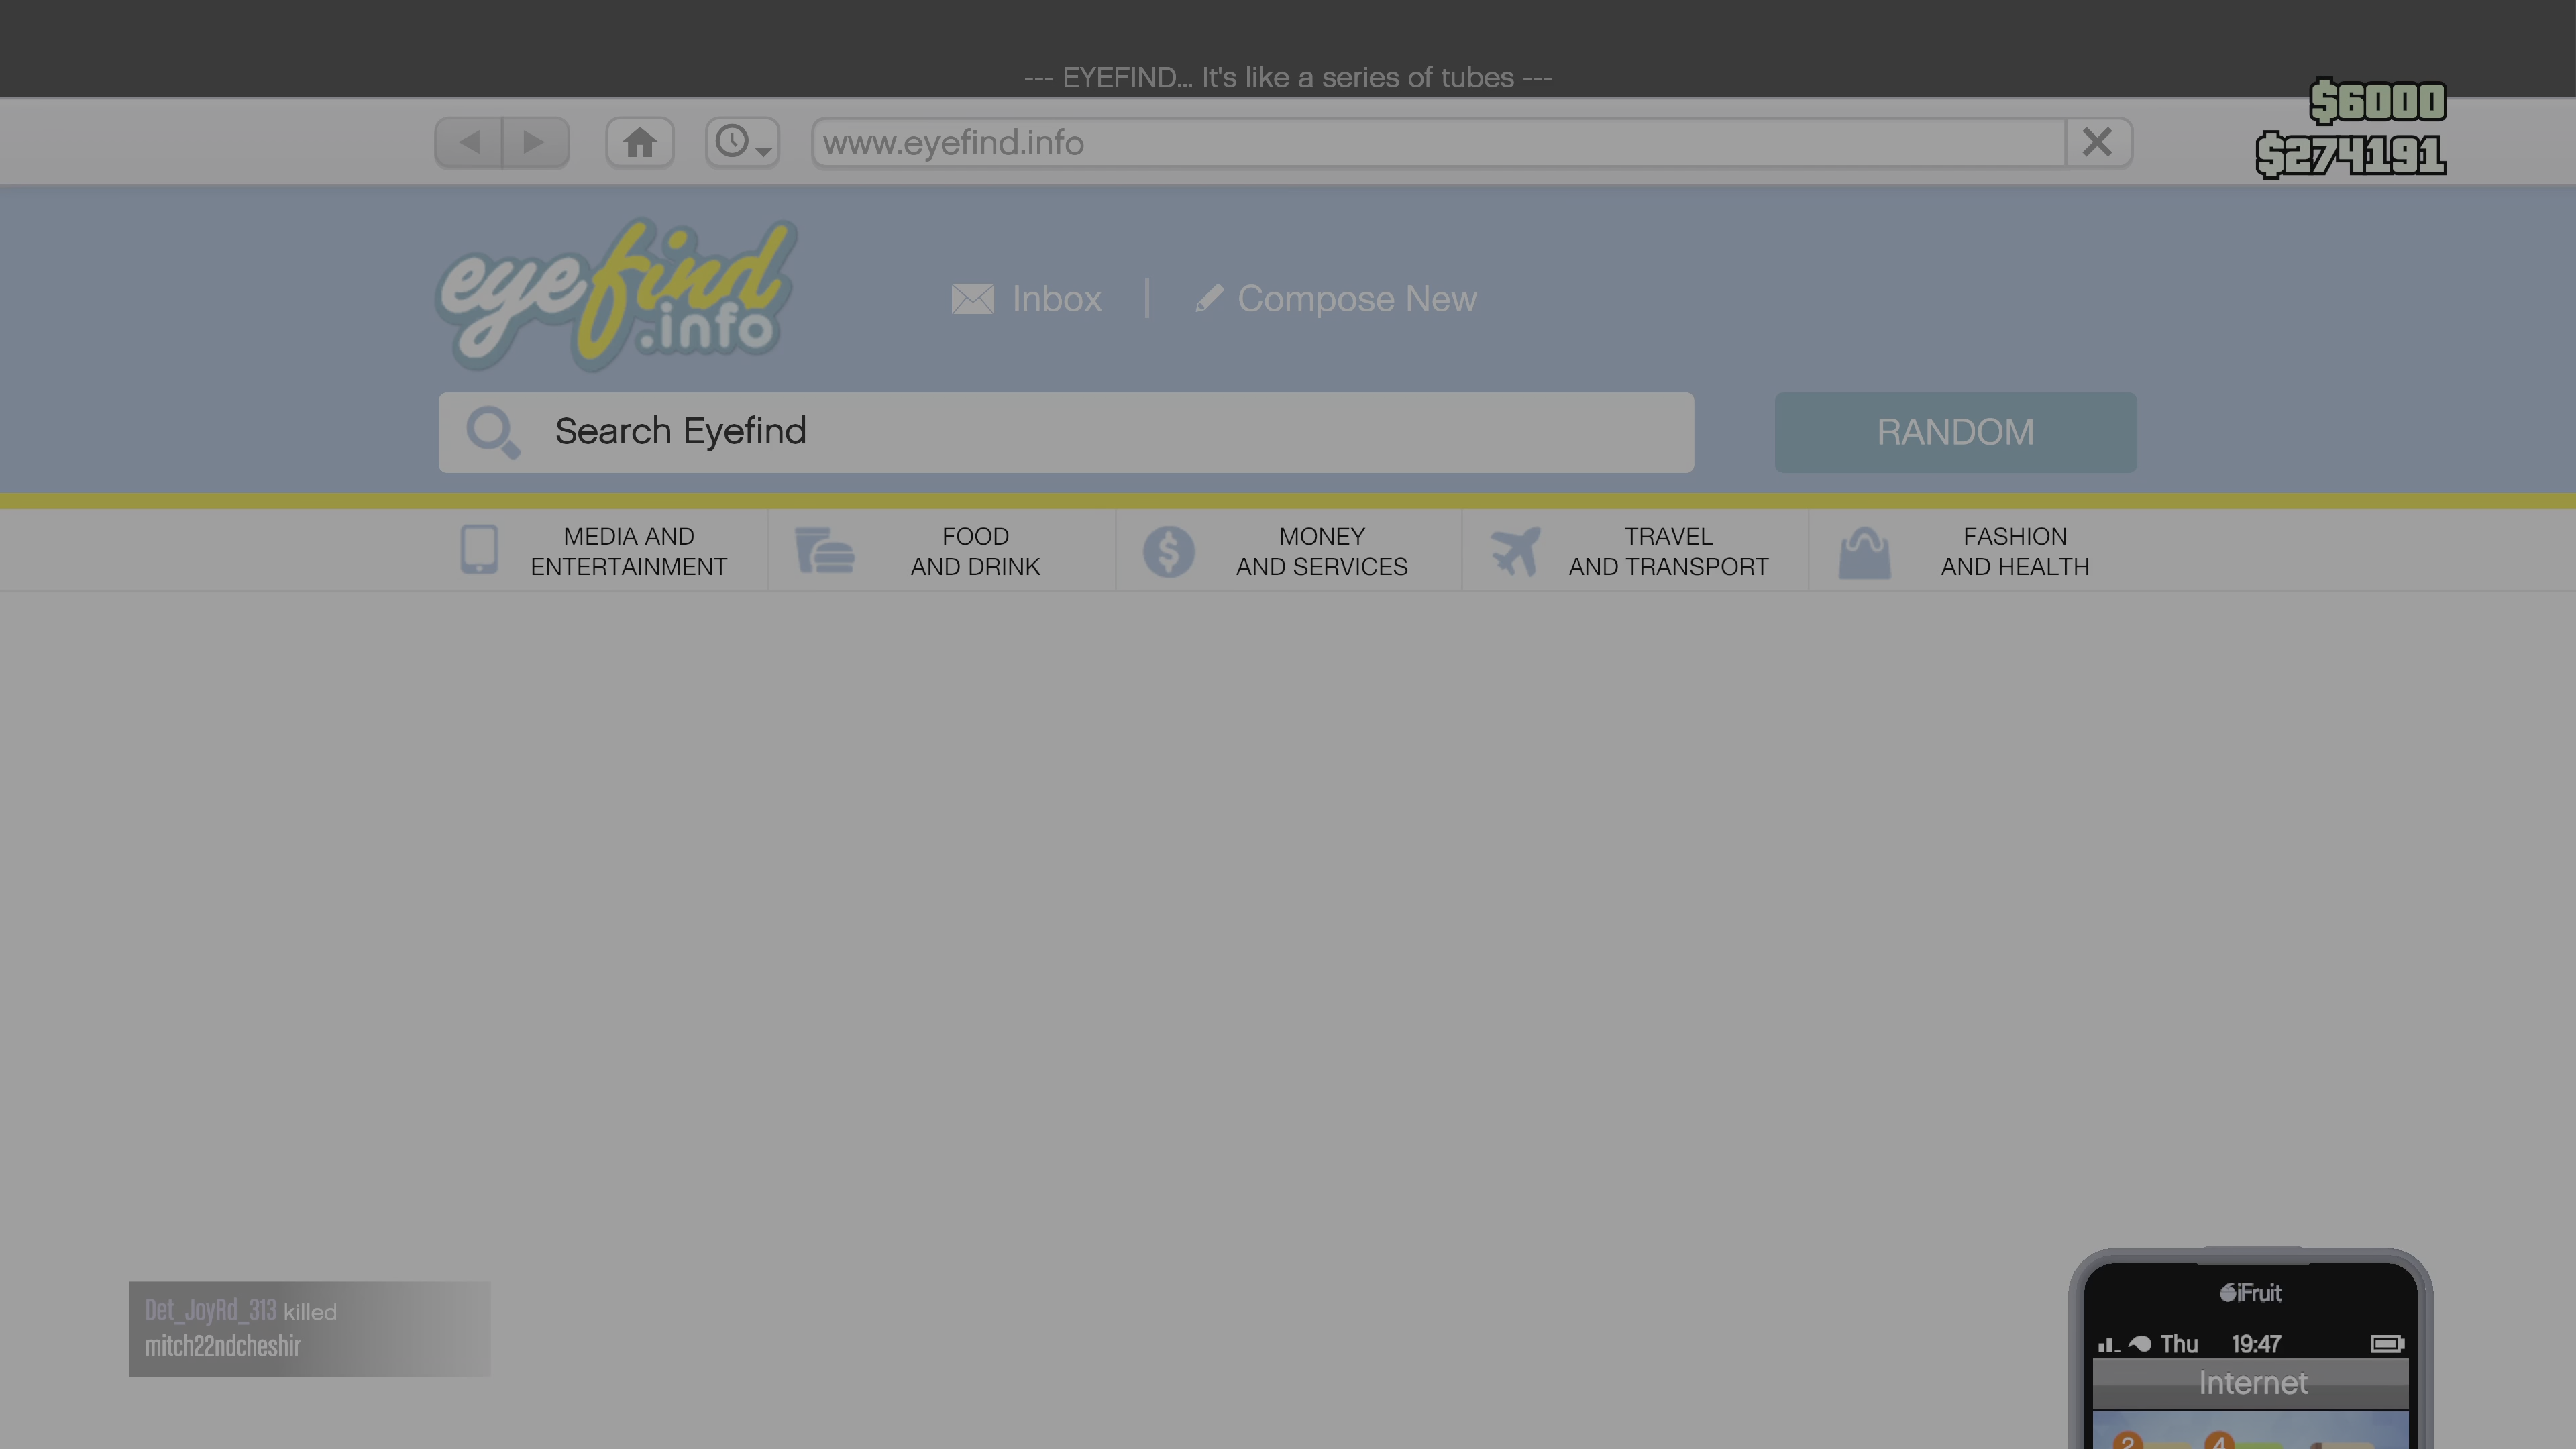 --- EYEFIND... It's like a series of tubes ---
$6000
$274191
www.eyefind.info
eyefind
.info
Inbox | Compose New
Search Eyefind
RANDOM
MEDIA AND
ENTERTAINMENT
FOOD
AND DRINK
MONEY
AND SERVICES
TRAVEL
AND TRANSPORT
FASHION
AND HEALTH
Det_JoyRd_313 killed
mitch22ndcheshir
iFruit
Thu 19:47
Internet
2 4